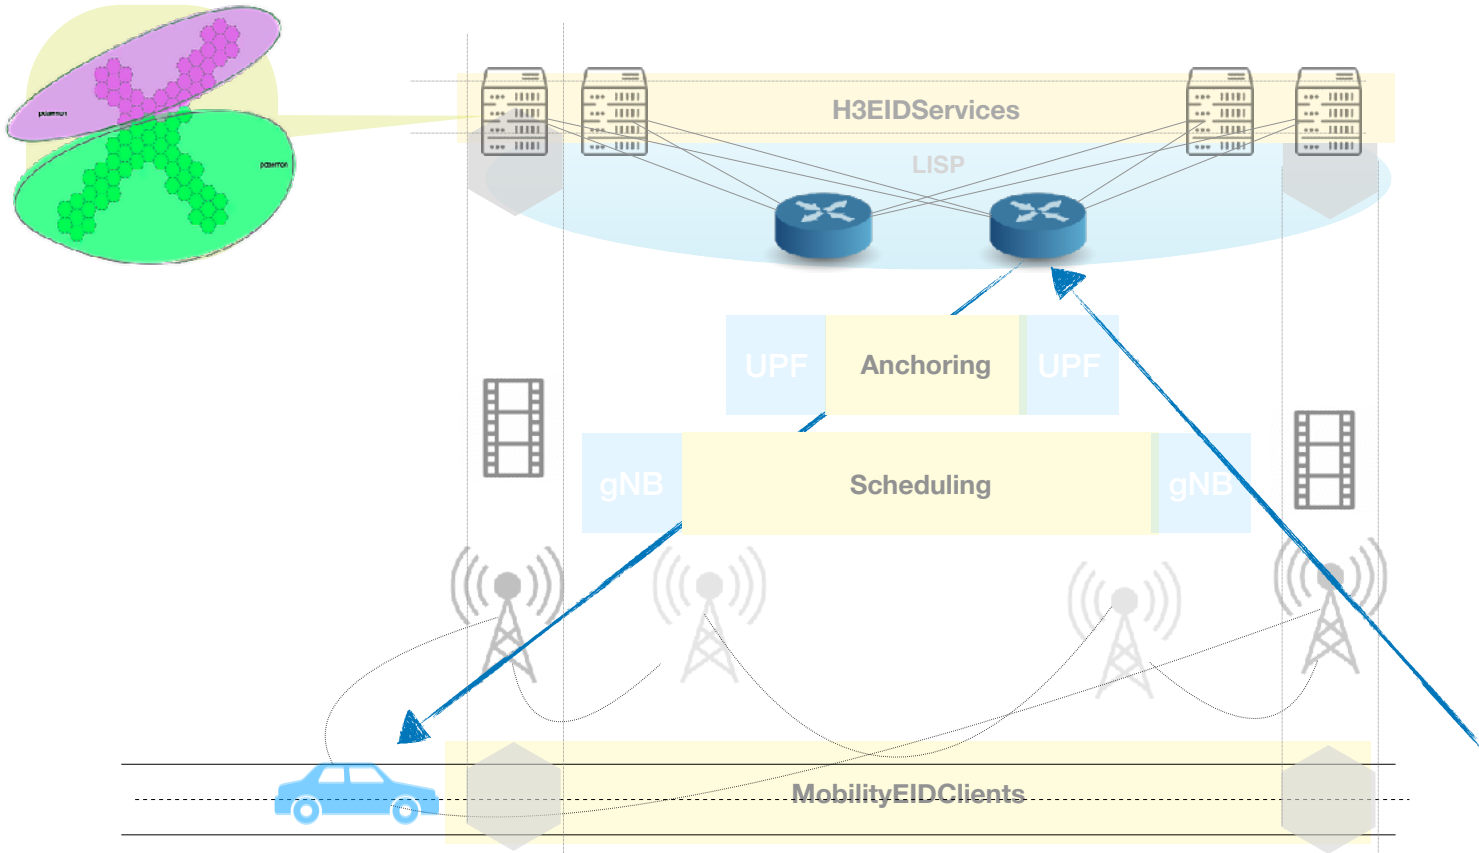 H3EIDServices
LISP
UPF
Anchoring
UPF
gNB
Scheduling
gNB
MobilityEIDClients